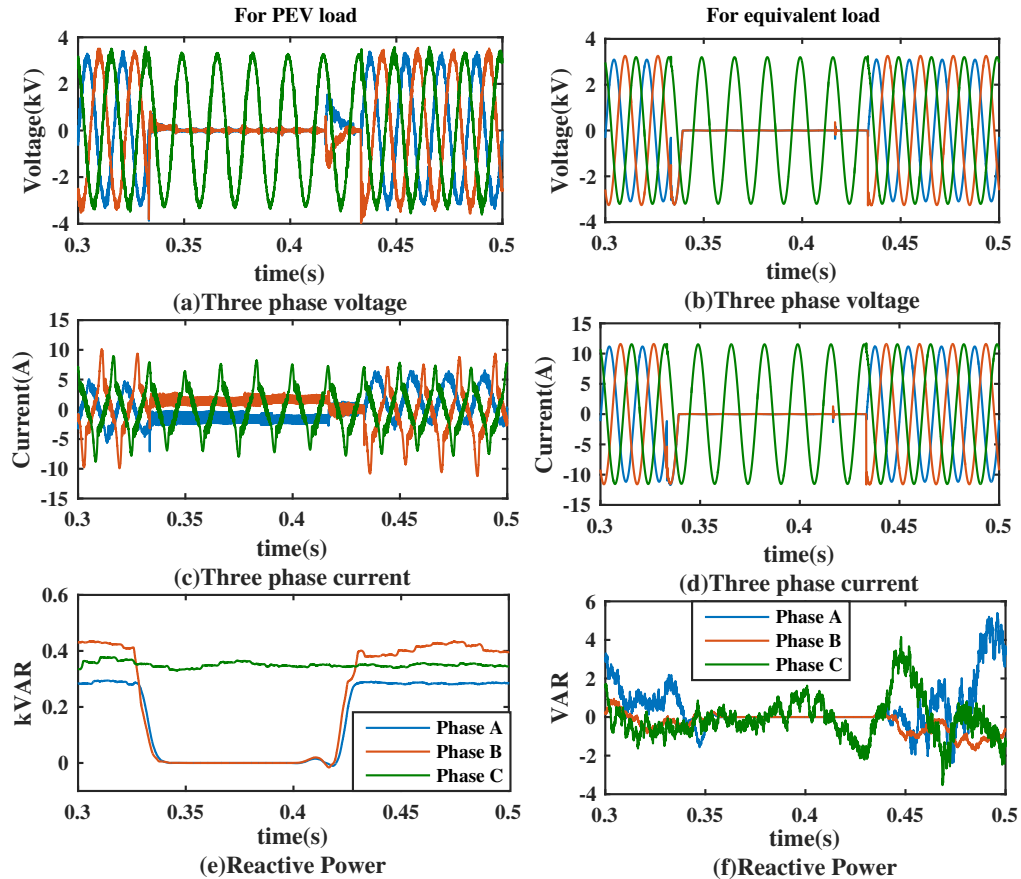 For PEV load
For equivalent load
Voltage(kV)
4
2
0
-2
-4
0.3
0.35
0.4
0.45
0.5
time(s)
(a)Three phase voltage
Voltage(kV)
4
2
0
-2
-4
0.3
0.35
0.4
0.45
0.5
time(s)
(b)Three phase voltage
Current(A)
15
10
5
0
-5
-10
-15
0.3
0.35
0.4
0.45
0.5
time(s)
(c)Three phase current
Current(A)
15
10
5
0
-5
-10
-15
0.3
0.35
0.4
0.45
0.5
time(s)
(d)Three phase current
kVAR
0.6
0.4
0.2
0
Phase A
Phase B
Phase C
0.3
0.35
0.4
0.45
0.5
time(s)
(e)Reactive Power
VAR
6
4
2
0
-2
-4
Phase A
Phase B
Phase C
0.3
0.35
0.4
0.45
0.5
time(s)
(f)Reactive Power